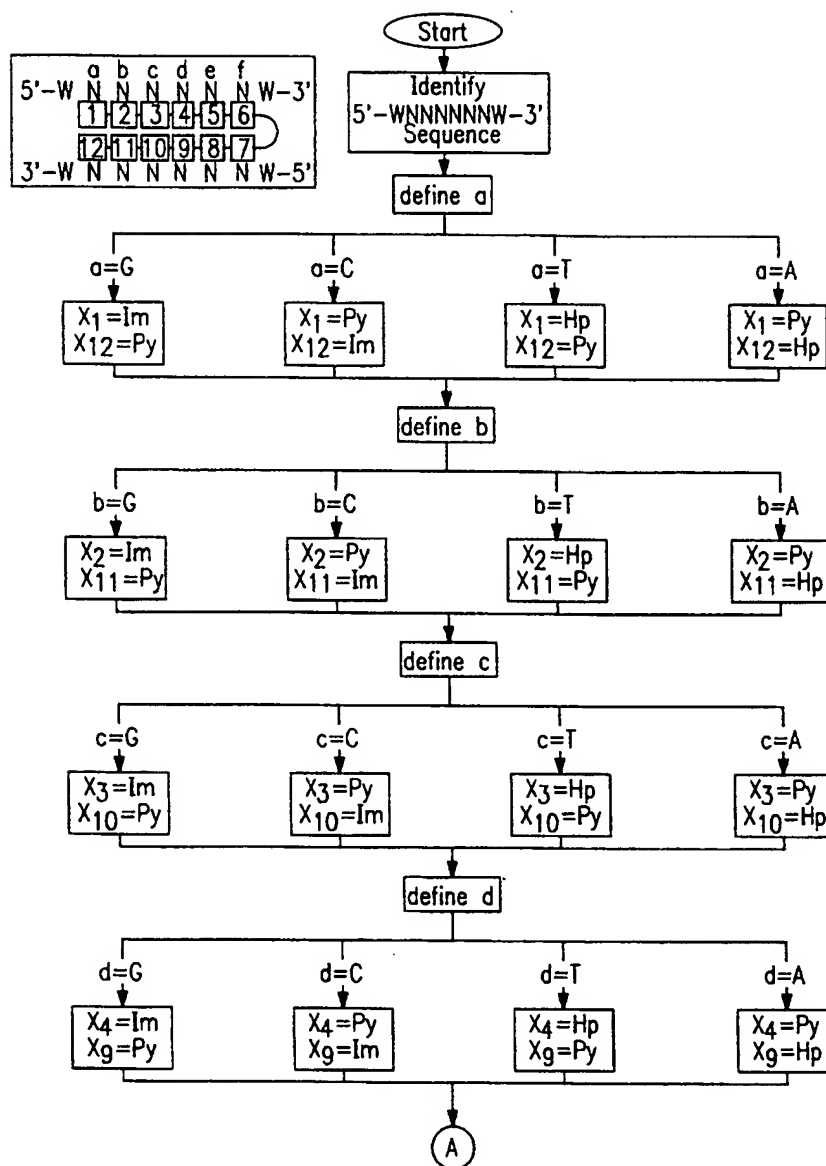 Start
a b c d e f
5'-W N N N N N N W-3'
1 2 3 4 5 6
12 11 10 9 8 7
3'-W N N N N N N W-5'
Identify
5'-WNNNNNNW-3'
Sequence
define a
a=G a=C a=T a=A
X1=Im X1=Py X1=Hp X1=Py
X12=Py X12=Im X12=Py X12=Hp
define b
b=G b=C b=T b=A
X2=Im X2=Py X2=Hp X2=Py
X11=Py X11=Im X11=Py X11=Hp
define c
c=G c=C c=T c=A
X3=Im X3=Py X3=Hp X3=Py
X10=Py X10=Im X10=Py X10=Hp
define d
d=G d=C d=T d=A
X4=Im X4=Py X4=Hp X4=Py
X9=Py X9=Im X9=Py X9=Hp
A